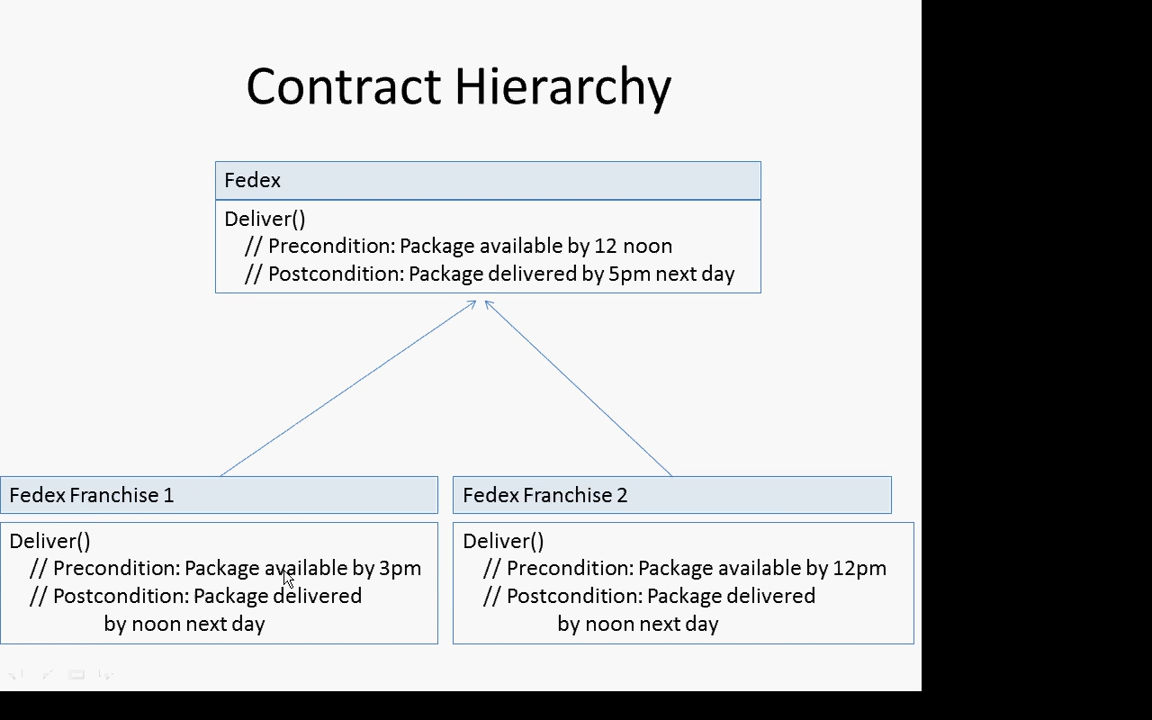 Contract Hierarchy
Fedex
Deliver()
// Precondition: Package available by 12 noon
// Postcondition: Package delivered by 5pm next day
Fedex Franchise 1
Deliver()
// Precondition: Package available by 3pm
// Postcondition: Package delivered
by noon next day
Fedex Franchise 2
Deliver()
// Precondition: Package available by 12pm
// Postcondition: Package delivered
by noon next day